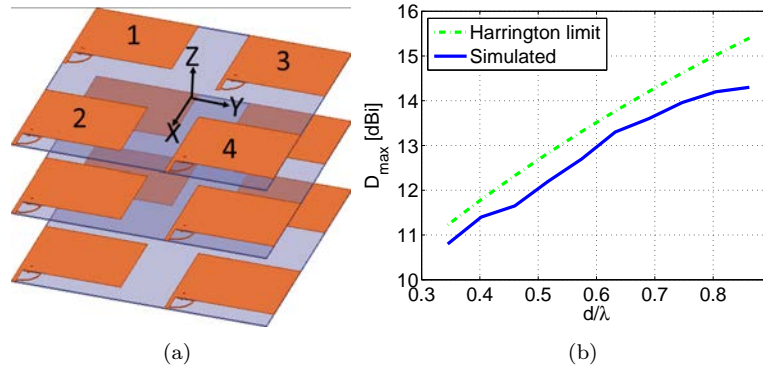 1
3
Z
2
Y
X
4
(a)
16
15
14
13
12
11
10
D_max [dBi]
Harrington limit
Simulated
0.3 0.4 0.5 0.6 0.7 0.8
d/λ
(b)